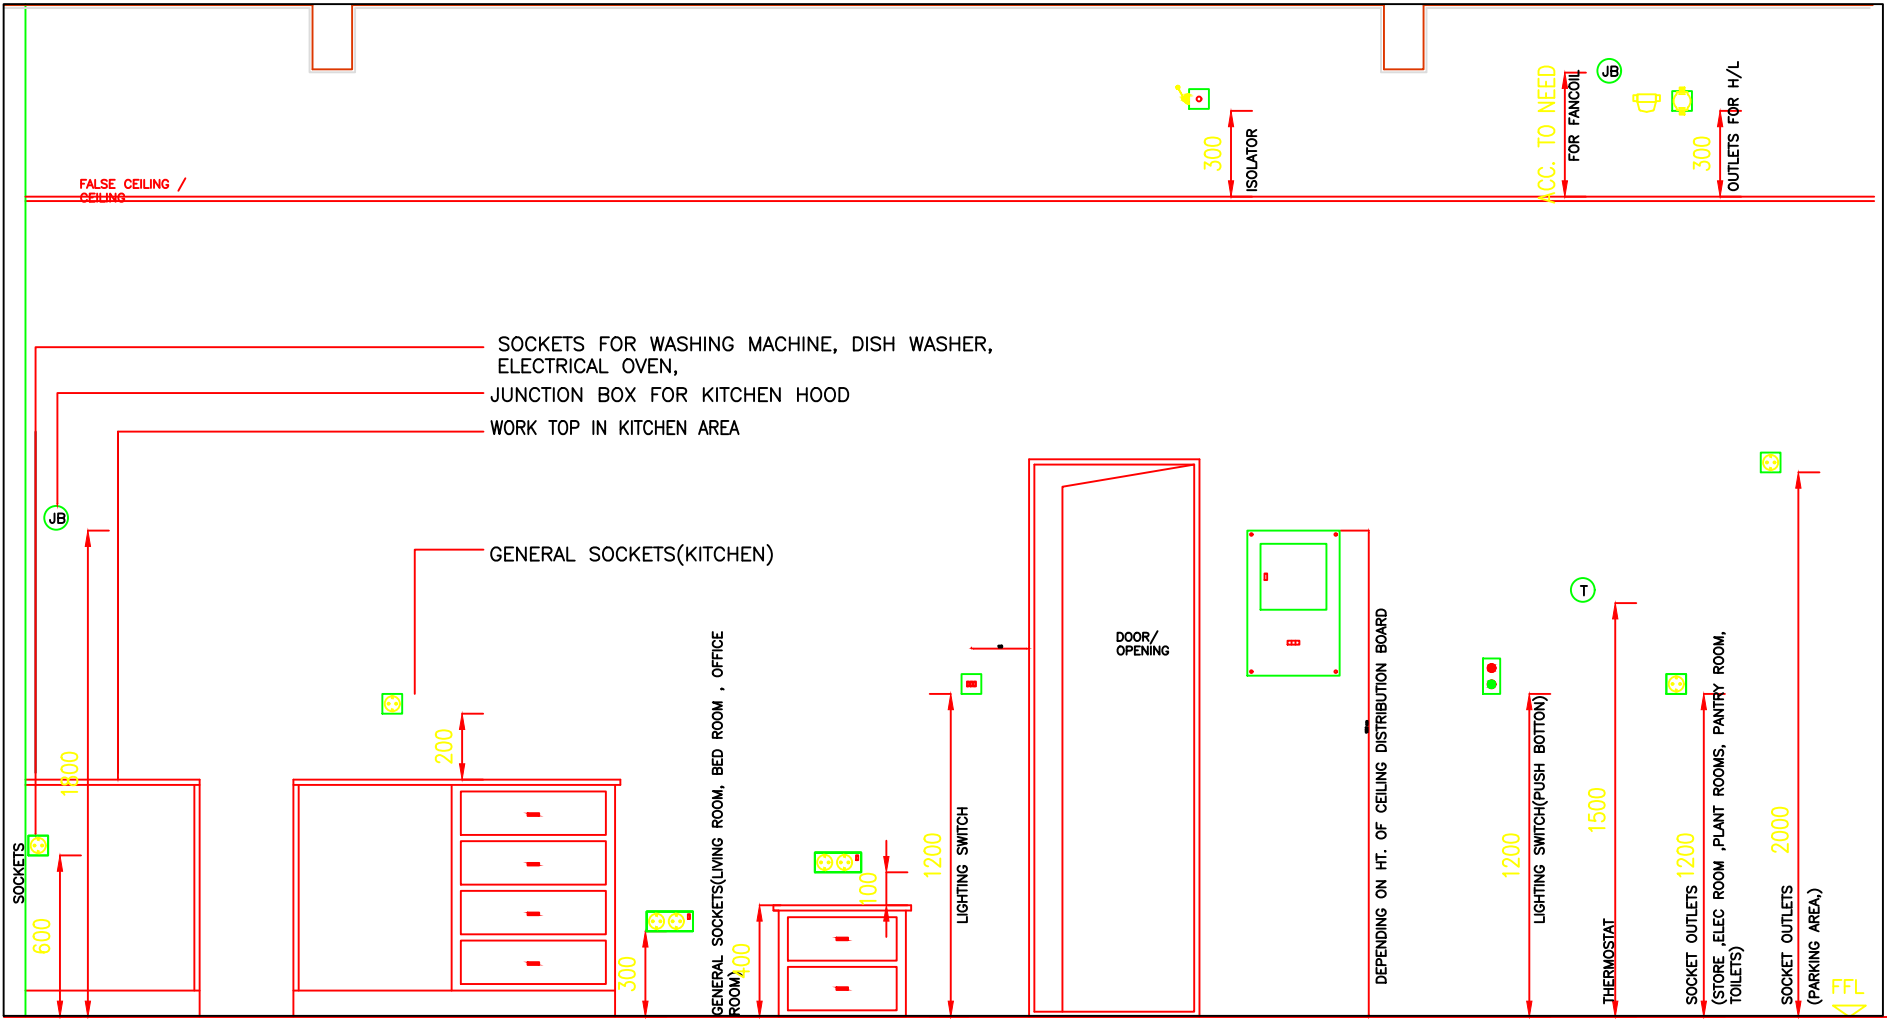 JB
ACC. TO NEED
FOR FANCOIL
OUTLETS FOR H/L
300
ISOLATOR
300
FALSE CEILING /
CEILING
SOCKETS FOR WASHING MACHINE, DISH WASHER,
ELECTRICAL OVEN,
JUNCTION BOX FOR KITCHEN HOOD
WORK TOP IN KITCHEN AREA
JB
GENERAL SOCKETS(KITCHEN)
1800
200
SOCKETS
600
300
GENERAL SOCKETS(LIVING ROOM, BED ROOM , OFFICE
ROOM)
400
100
1200
LIGHTING SWITCH
DOOR/
OPENING
DEPENDING ON HT. OF CEILING DISTRIBUTION BOARD
1200
LIGHTING SWITCH(PUSH BOTTON)
T
1500
THERMOSTAT
1200
SOCKET OUTLETS
(STORE ,ELEC ROOM ,PLANT ROOMS, PANTRY ROOM,
TOILETS)
2000
SOCKET OUTLETS
(PARKING AREA,)
FFL